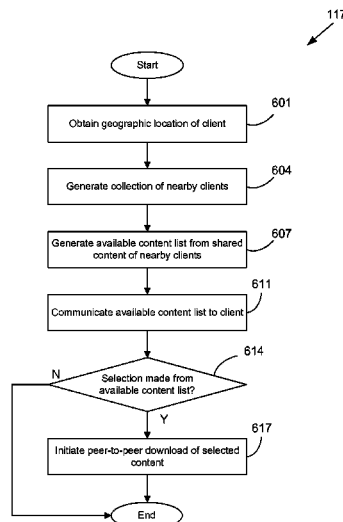 117
Start
601
Obtain geographic location of client
604
Generate collection of nearby clients
607
Generate available content list from shared
content of nearby clients
611
Communicate available content list to client
614
N
Selection made from
available content list?
Y
617
Initiate peer-to-peer download of selected
content
End